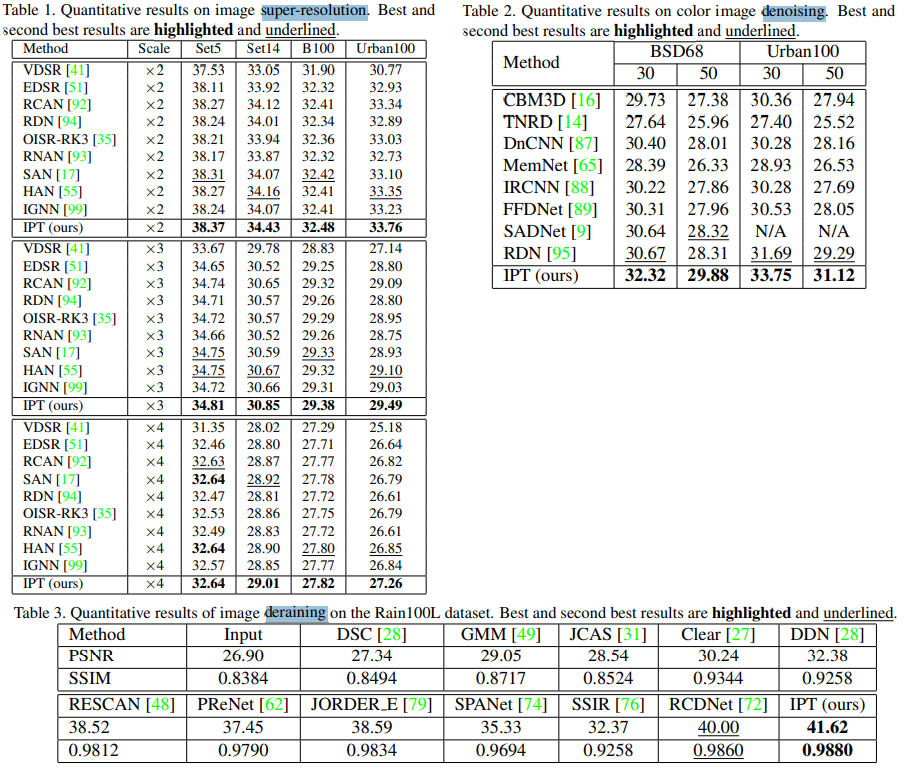 Table 1. Quantitative results on image super-resolution. Best and
second best results are highlighted and underlined.
Method Scale Set5 Set14 B100 Urban100
VDSR [41] ×2 37.53 33.05 31.90 30.77
EDSR [51] ×2 38.11 33.92 32.32 32.93
RCAN [92] ×2 38.27 34.12 32.41 33.34
RDN [94] ×2 38.24 34.01 32.34 32.89
OISR-RK3 [35] ×2 38.21 33.94 32.36 33.03
RNAN [93] ×2 38.17 33.87 32.32 32.73
SAN [17] ×2 38.31 34.07 32.42 33.10
HAN [55] ×2 38.27 34.16 32.41 33.35
IGNN [99] ×2 38.24 34.07 32.41 33.23
IPT (ours) ×2 38.37 34.43 32.48 33.76
VDSR [41] ×3 33.67 29.78 28.83 27.14
EDSR [51] ×3 34.65 30.52 29.25 28.80
RCAN [92] ×3 34.74 30.65 29.32 29.09
RDN [94] ×3 34.71 30.57 29.26 28.80
OISR-RK3 [35] ×3 34.72 30.57 29.29 28.95
RNAN [93] ×3 34.66 30.52 29.26 28.75
SAN [17] ×3 34.75 30.59 29.33 28.93
HAN [55] ×3 34.75 30.67 29.32 29.10
IGNN [99] ×3 34.72 30.66 29.31 29.03
IPT (ours) ×3 34.81 30.85 29.38 29.49
VDSR [41] ×4 31.35 28.02 27.29 25.18
EDSR [51] ×4 32.46 28.80 27.71 26.64
RCAN [92] ×4 32.63 28.87 27.77 26.82
SAN [17] ×4 32.64 28.92 27.78 26.79
RDN [94] ×4 32.47 28.81 27.72 26.61
OISR-RK3 [35] ×4 32.53 28.86 27.75 26.79
RNAN [93] ×4 32.49 28.83 27.72 26.61
HAN [55] ×4 32.64 28.90 27.80 26.85
IGNN [99] ×4 32.57 28.85 27.77 26.84
IPT (ours) ×4 32.64 29.01 27.82 27.26
Table 2. Quantitative results on color image denoising. Best and
second best results are highlighted and underlined.
Method BSD68 Urban100
30 50 30 50
CBM3D [16] 29.73 27.38 30.36 27.94
TNRD [14] 27.64 25.96 27.40 25.52
DnCNN [87] 30.40 28.01 30.28 28.16
MemNet [65] 28.39 26.33 28.93 26.53
IRCNN [88] 30.22 27.86 30.28 27.69
FFDNet [89] 30.31 27.96 30.53 28.05
SADNet [9] 30.64 28.32 N/A N/A
RDN [95] 30.67 28.31 31.69 29.29
IPT (ours) 32.32 29.88 33.75 31.12
Table 3. Quantitative results of image deraining on the Rain100L dataset. Best and second best results are highlighted and underlined.
Method Input DSC [28] GMM [49] JCAS [31] Clear [27] DDN [28]
PSNR 26.90 27.34 29.05 28.54 30.24 32.38
SSIM 0.8384 0.8494 0.8717 0.8524 0.9344 0.9258
RESCAN [48] PReNet [62] JORDER_E [79] SPANet [74] SSIR [76] RCDNet [72] IPT (ours)
38.52 37.45 38.59 35.33 32.37 40.00 41.62
0.9812 0.9790 0.9834 0.9694 0.9258 0.9860 0.9880